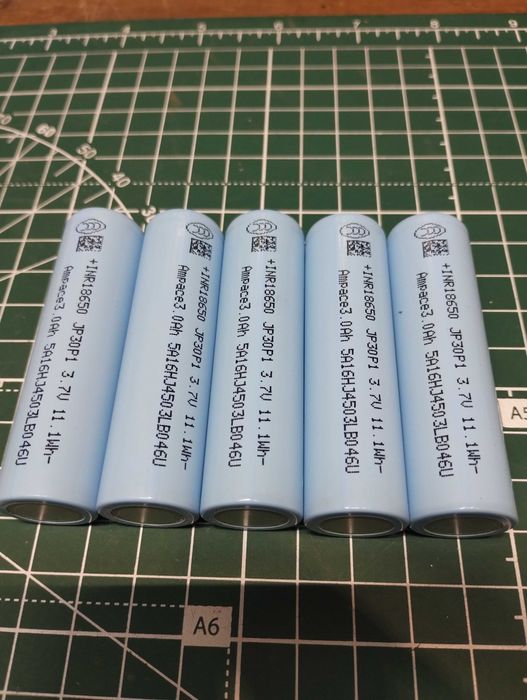 +INR18650 JP30P1 3.7V 11.1Wh-
Ampace3.0Ah 5A16HJ4503LB046U
+INR18650 JP30P1 3.7V 11.1Wh-
Ampace3.0Ah 5A16HJ4503LB046U
+INR18650 JP30P1 3.7V 11.1Wh-
Ampace3.0Ah 5A16HJ4503LB046U
+INR18650 JP30P1 3.7V 11.1Wh-
Ampace3.0Ah 5A16HJ4503LB046U
+INR18650 JP30P1 3.7V 11.1Wh-
Ampace3.0Ah 5A16HJ4503LB046U
60
50
40
A5
A6